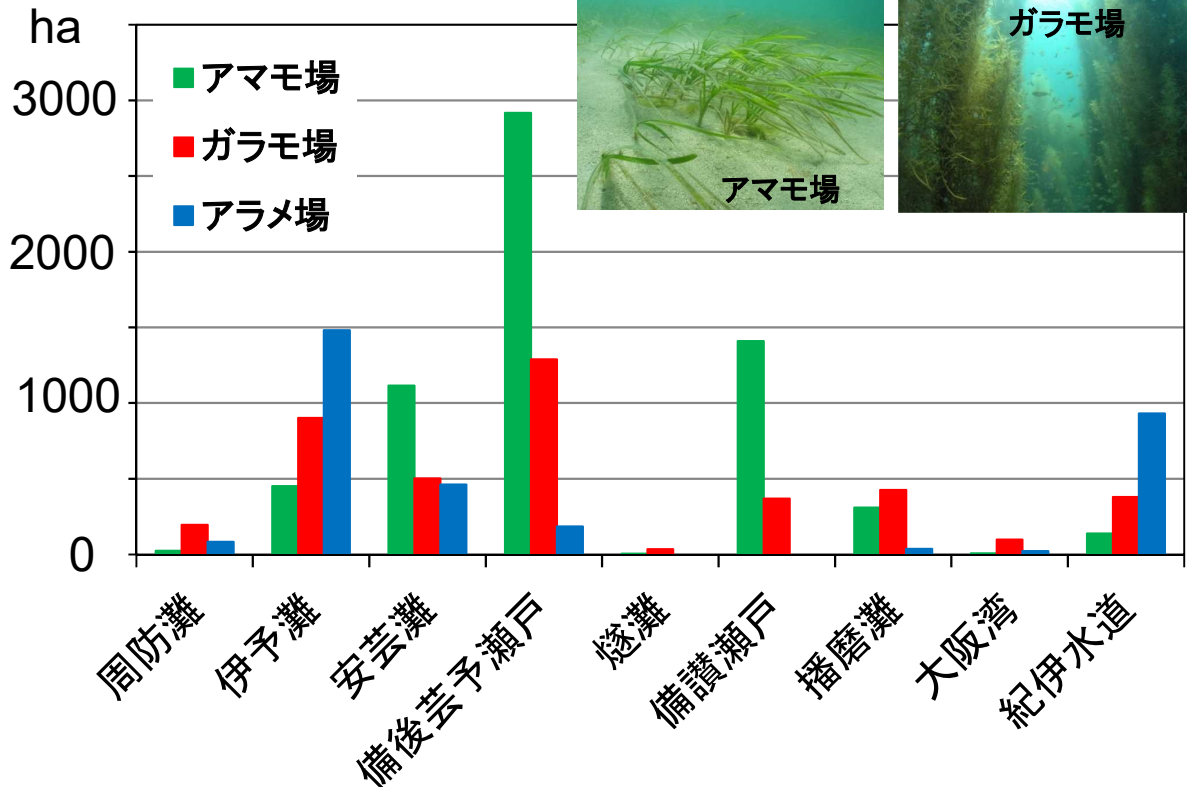 ha
3000
2000
1000
0
アマモ場
ガラモ場
アラメ場
アマモ場
ガラモ場
周防灘
伊予灘
安芸灘
備後芸予瀬戸
燧灘
備讃瀬戸
播磨灘
大阪湾
紀伊水道